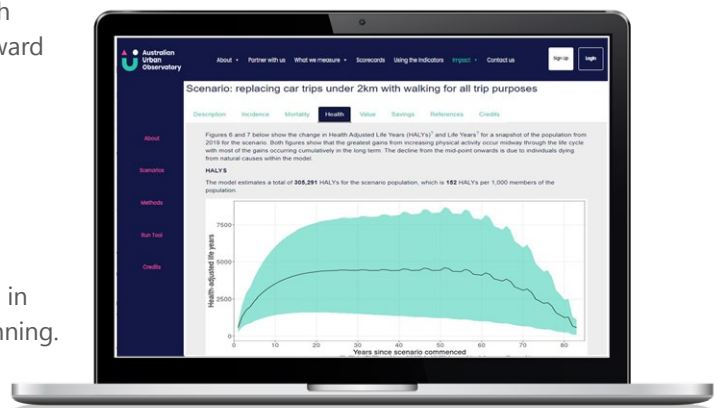 h
ward
in
nning.
Australian
Urban
Observatory
About
Partner with us
What we measure
Scorecards
Using the Indicators
Impact
Contact us
Sign Up
Login
Scenario: replacing car trips under 2km with walking for all trip purposes
Description
Incidence
Mortality
Health
Value
Savings
References
Credits
About
Scenarios
Methods
Run Tool
Credits
Figures 6 and 7 below show the change in Health Adjusted Life Years (HALYs)¹ and Life Years¹ for a snapshot of the population from
2019 for the scenario. Both figures show that the greatest gains from increasing physical activity occur midway through the life cycle
with most of the gains occurring cumulatively in the long term. The decline from the mid-point onwards is due to individuals dying
from natural causes within the model.
HALYS
The model estimates a total of 305,291 HALYs for the scenario population, which is 152 HALYs per 1,000 members of the
population.
Health-adjusted life years
7500
5000
2500
0
0 10 20 30 40 50 60 70 80
Years since scenario commenced